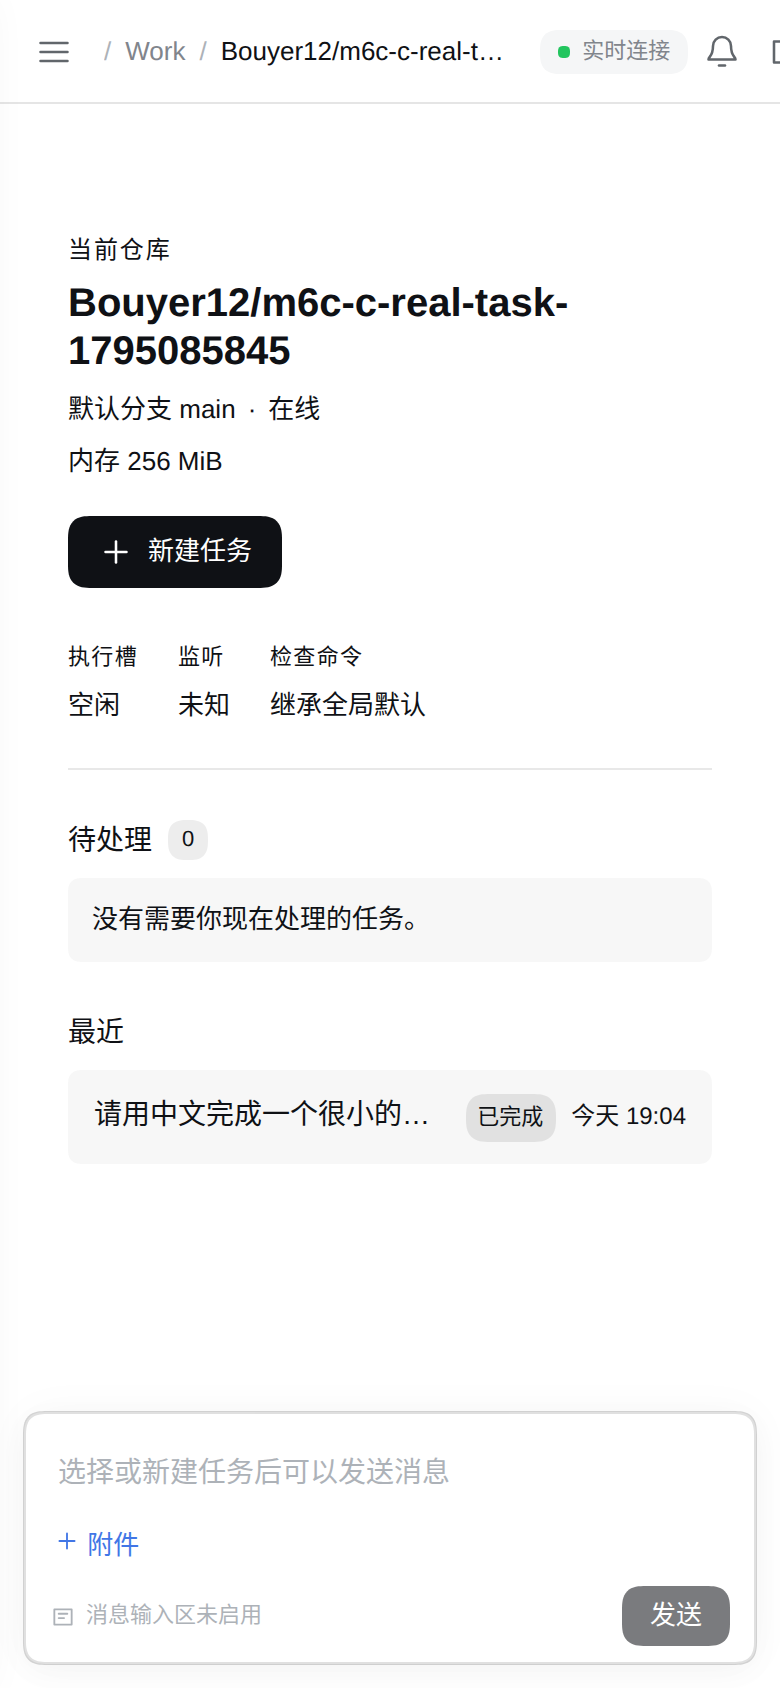 / Work / Bouyer12/m6c-c-real-t… 实时连接
当前仓库
Bouyer12/m6c-c-real-task-
1795085845
默认分支 main · 在线
内存 256 MiB
+ 新建任务
执行槽 监听 检查命令
空闲 未知 继承全局默认
待处理 0
没有需要你现在处理的任务。
最近
请用中文完成一个很小的… 已完成 今天 19:04
选择或新建任务后可以发送消息
+ 附件
消息输入区未启用 发送